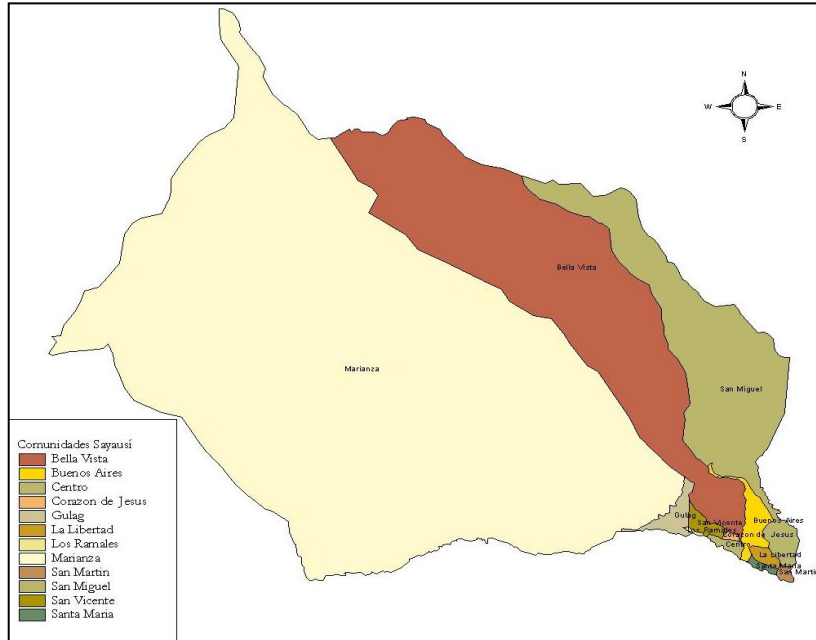 N
W E
S
Bella Vista
Marianza
San Miguel
Gulag
San Vicente
Buenos Aires
Los Ramales
Corazon de Jesus
Centro
La Libertad
Santa Maria
San Martin
Comunidades Sayausí
Bella Vista
Buenos Aires
Centro
Corazon de Jesus
Gulag
La Libertad
Los Ramales
Marianza
San Martin
San Miguel
San Vicente
Santa Maria